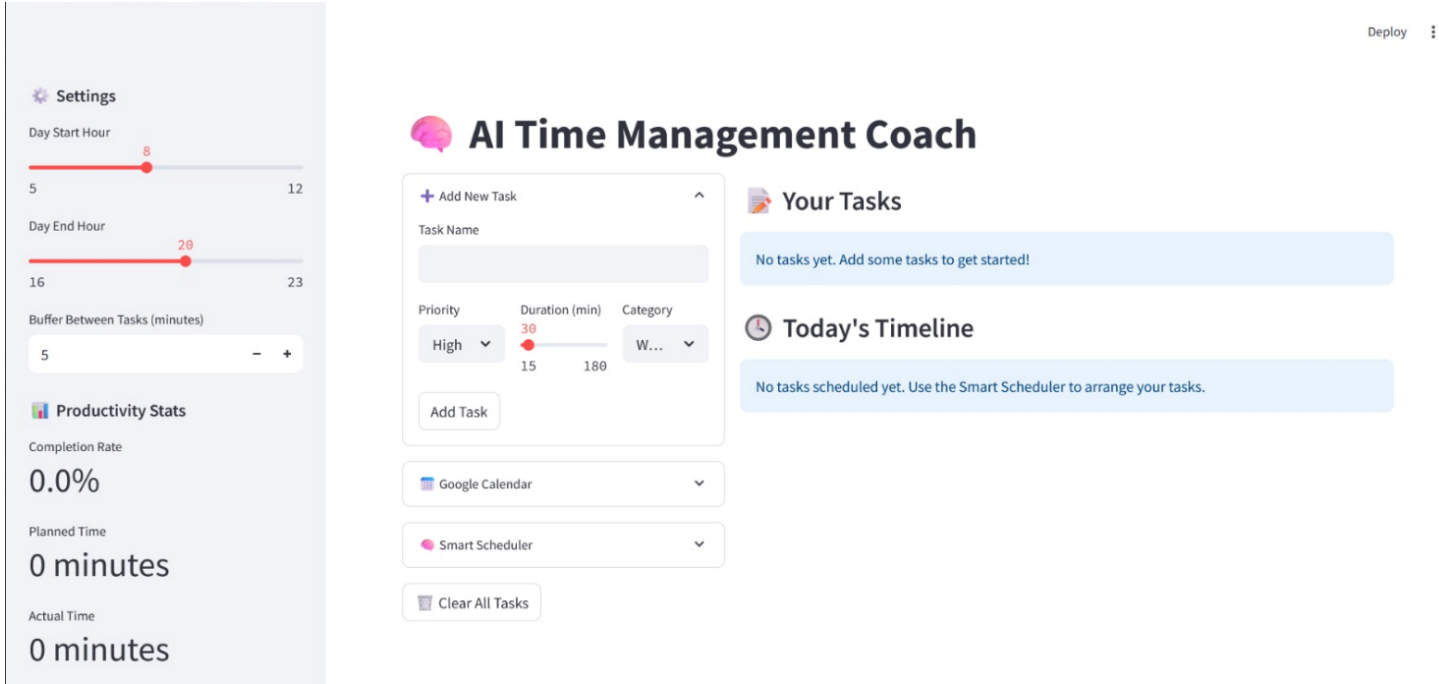 Deploy
Settings
Day Start Hour
8
5 12
Day End Hour
20
16 23
Buffer Between Tasks (minutes)
5 - +
Productivity Stats
Completion Rate
0.0%
Planned Time
0 minutes
Actual Time
0 minutes
AI Time Management Coach
Add New Task
Task Name
Priority Duration (min) Category
30
High W...
15 180
Add Task
Google Calendar
Smart Scheduler
Clear All Tasks
Your Tasks
No tasks yet. Add some tasks to get started!
Today's Timeline
No tasks scheduled yet. Use the Smart Scheduler to arrange your tasks.